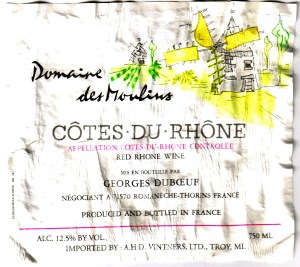 Domaine
des Moulins
CÔTES·DU·RHÔNE
APPELLATION CÔTES-DU-RHÔNE CONTRÔLÉE
RED RHONE WINE
MIS EN BOUTEILLE PAR
GEORGES DUBŒUF
NÉGOCIANT A 71570 ROMANÈCHE-THORINS FRANCE
PRODUCED AND BOTTLED IN FRANCE
ALC. 12.5% BY VOL. 750 ML
IMPORTED BY : A.H.D. VINTNERS, LTD., TROY, MI.